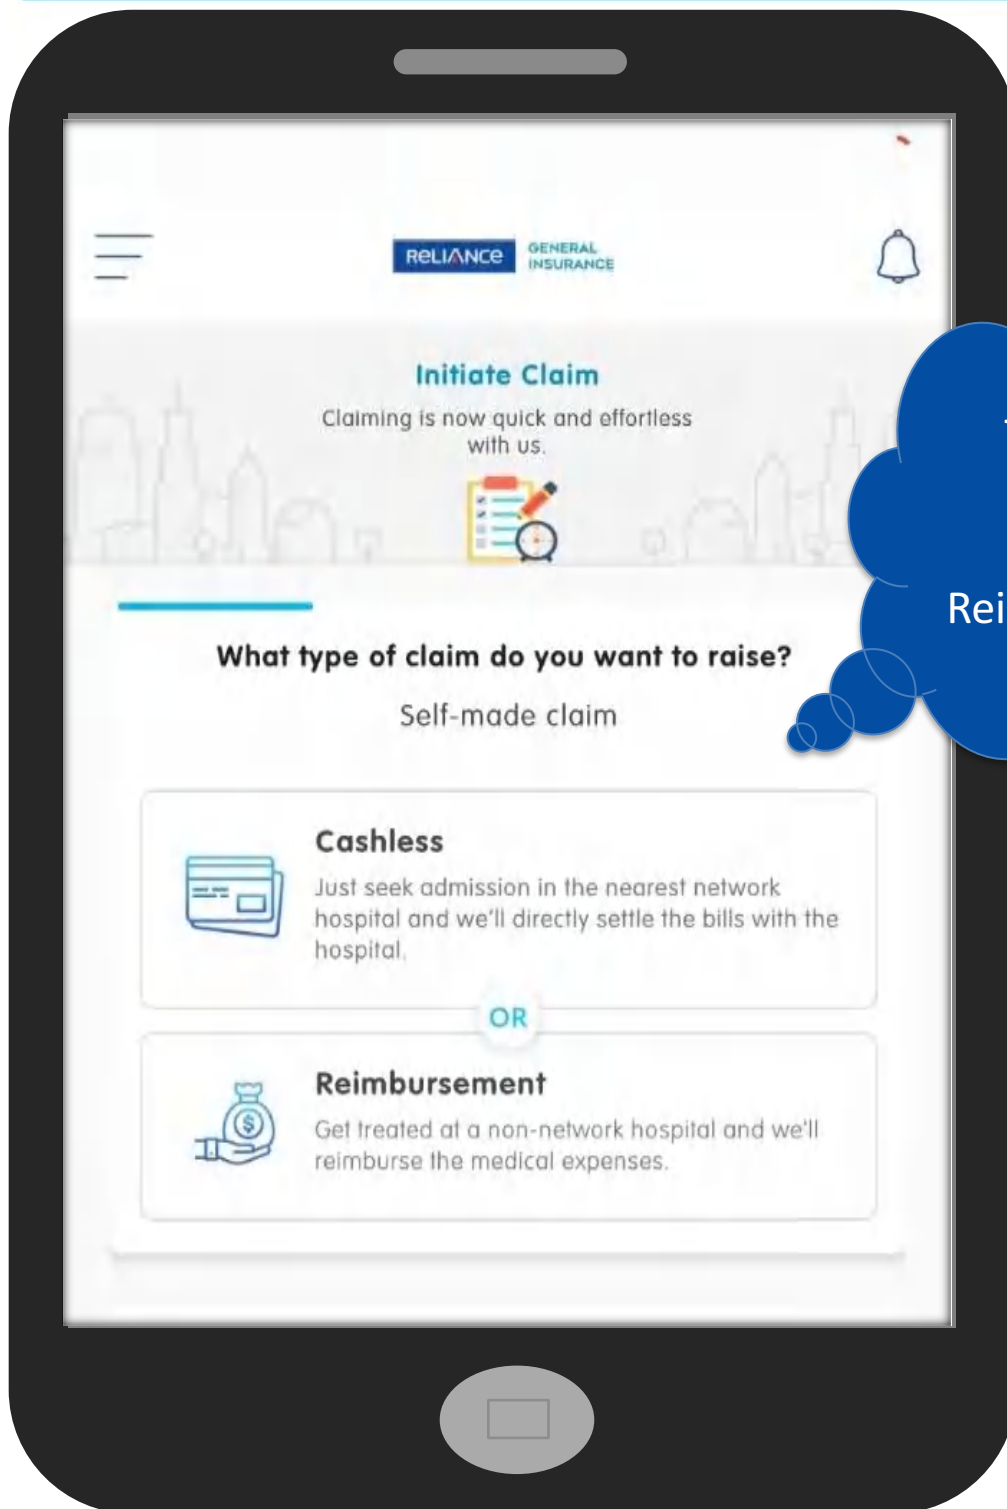 RELIANCE GENERAL
INSURANCE
Initiate Claim
Claiming is now quick and effortless
with us.
What type of claim do you want to raise?
Self-made claim
Cashless
Just seek admission in the nearest network
hospital and we'll directly settle the bills with the
hospital.
OR
Reimbursement
Get treated at a non-network hospital and we'll
reimburse the medical expenses.
Rei